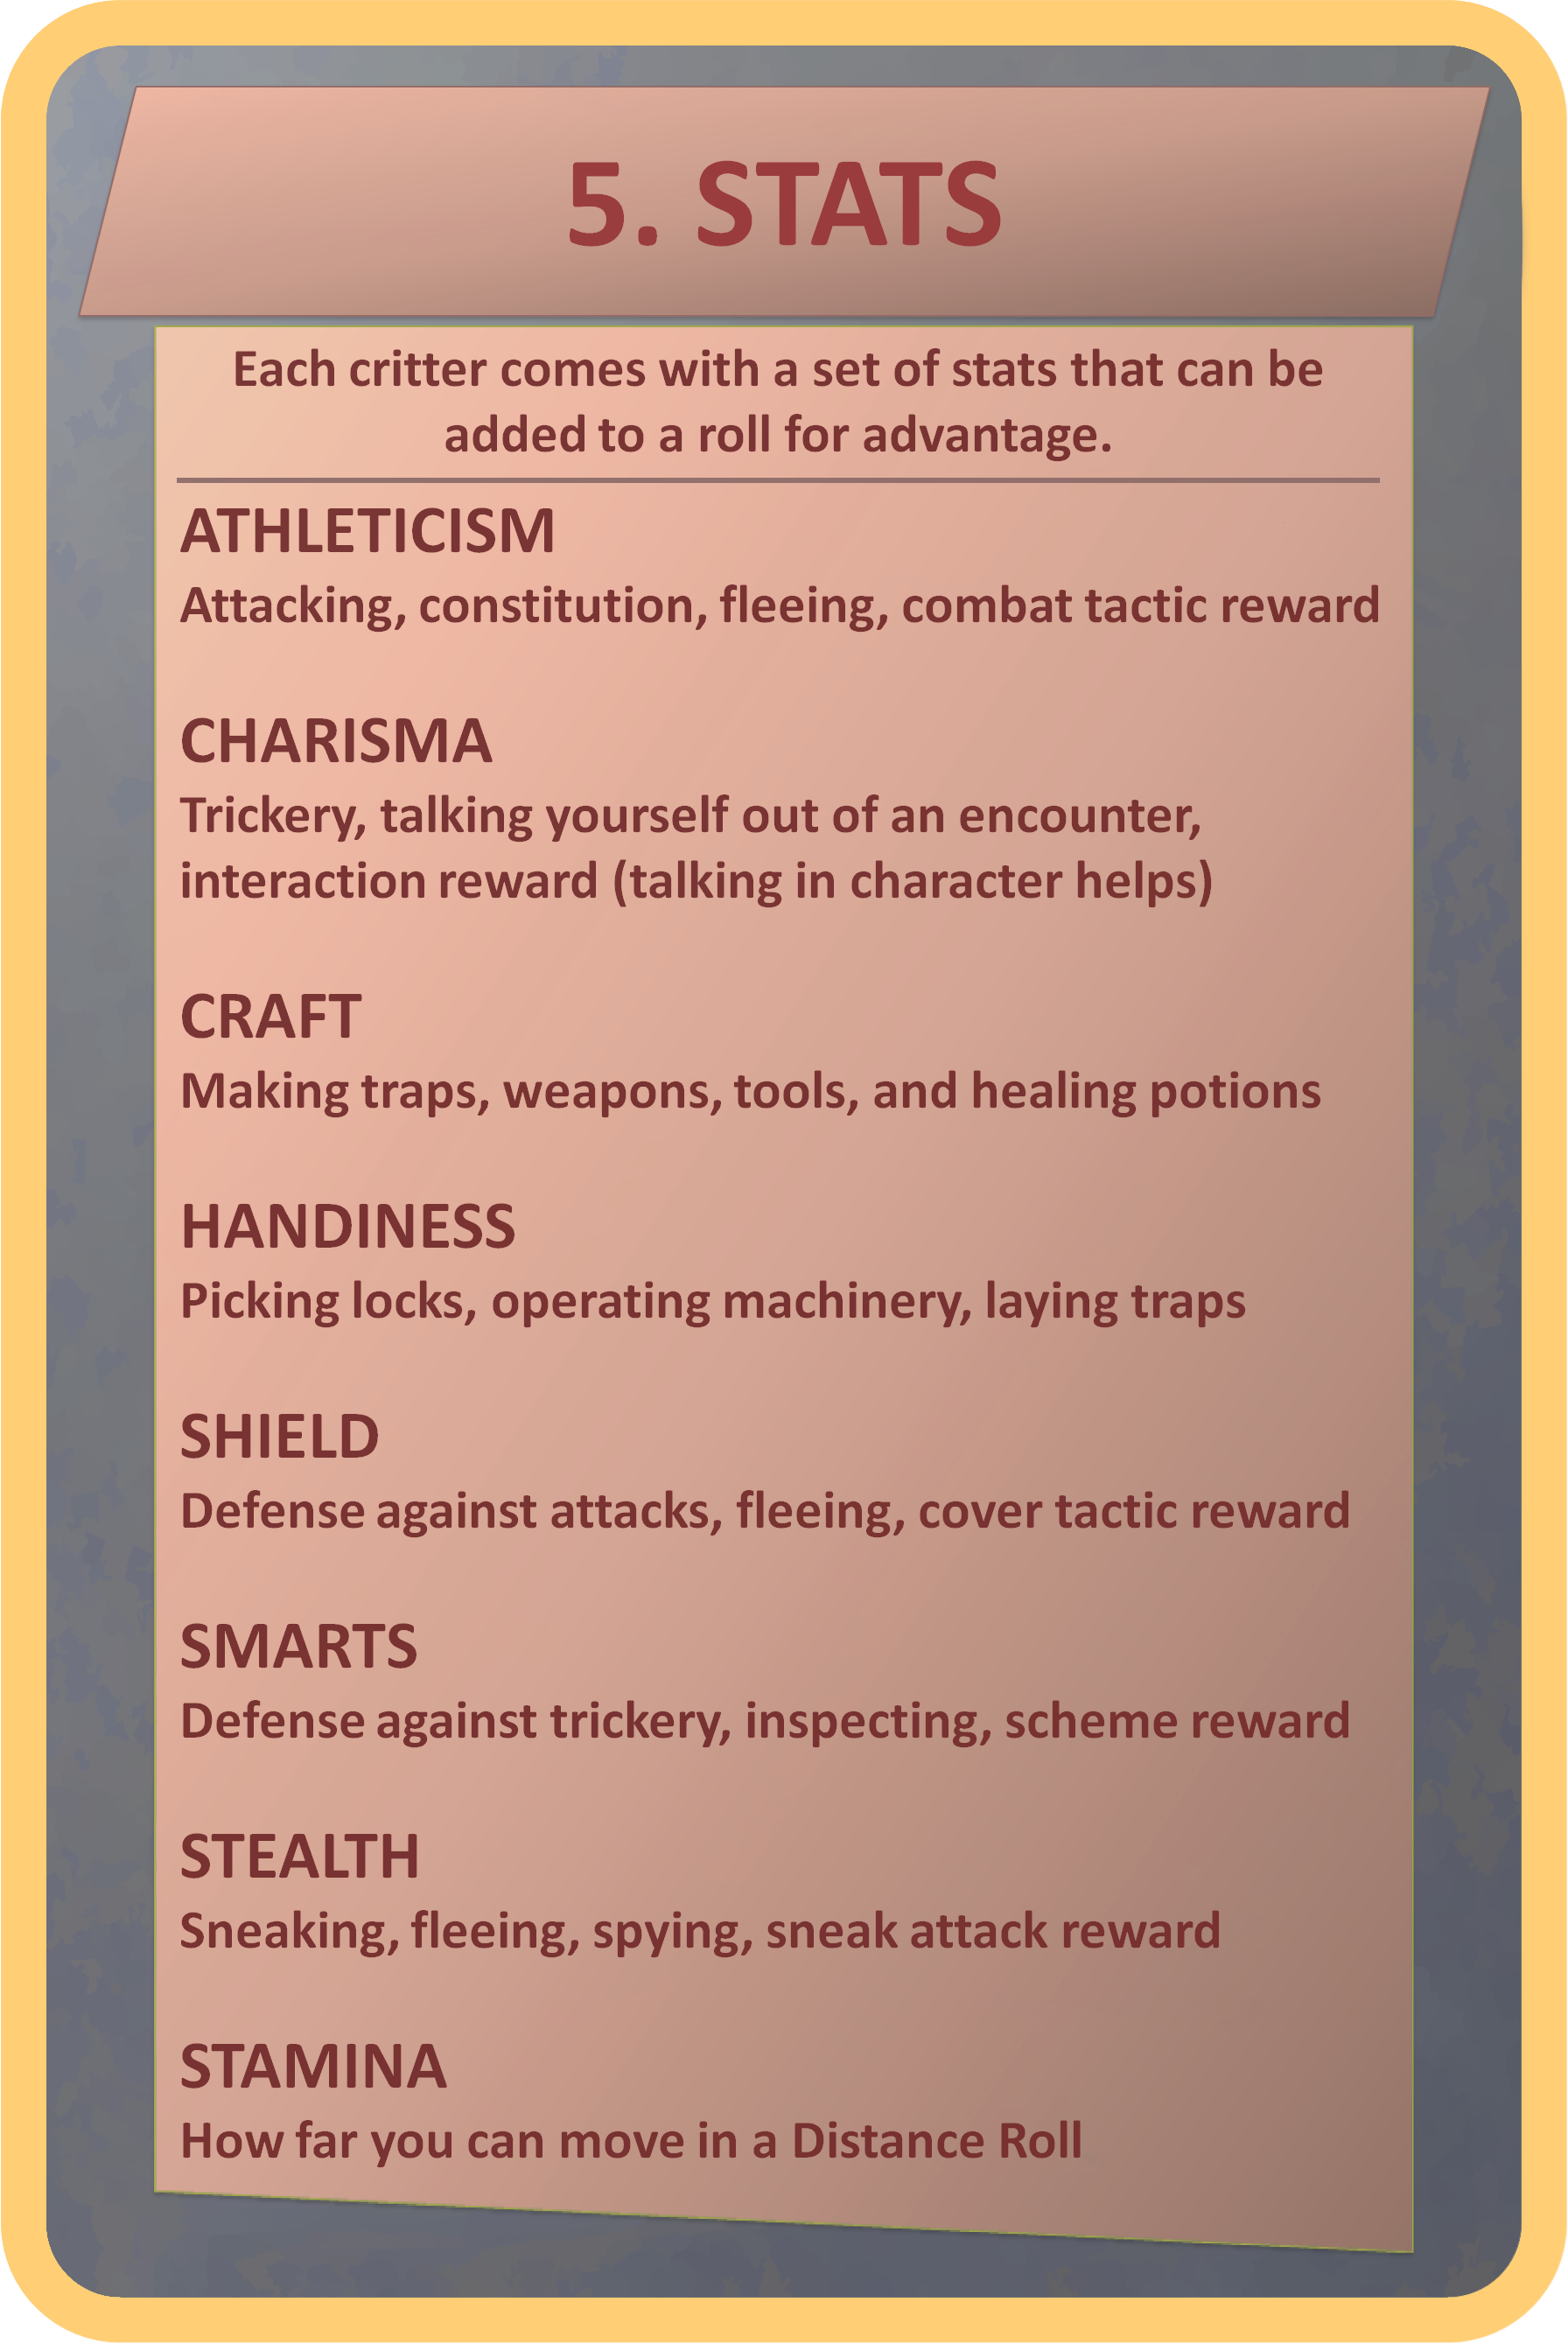 5. STATS
Each critter comes with a set of stats that can be
added to a roll for advantage.
ATHLETICISM
Attacking, constitution, fleeing, combat tactic reward
CHARISMA
Trickery, talking yourself out of an encounter,
interaction reward (talking in character helps)
CRAFT
Making traps, weapons, tools, and healing potions
HANDINESS
Picking locks, operating machinery, laying traps
SHIELD
Defense against attacks, fleeing, cover tactic reward
SMARTS
Defense against trickery, inspecting, scheme reward
STEALTH
Sneaking, fleeing, spying, sneak attack reward
STAMINA
How far you can move in a Distance Roll